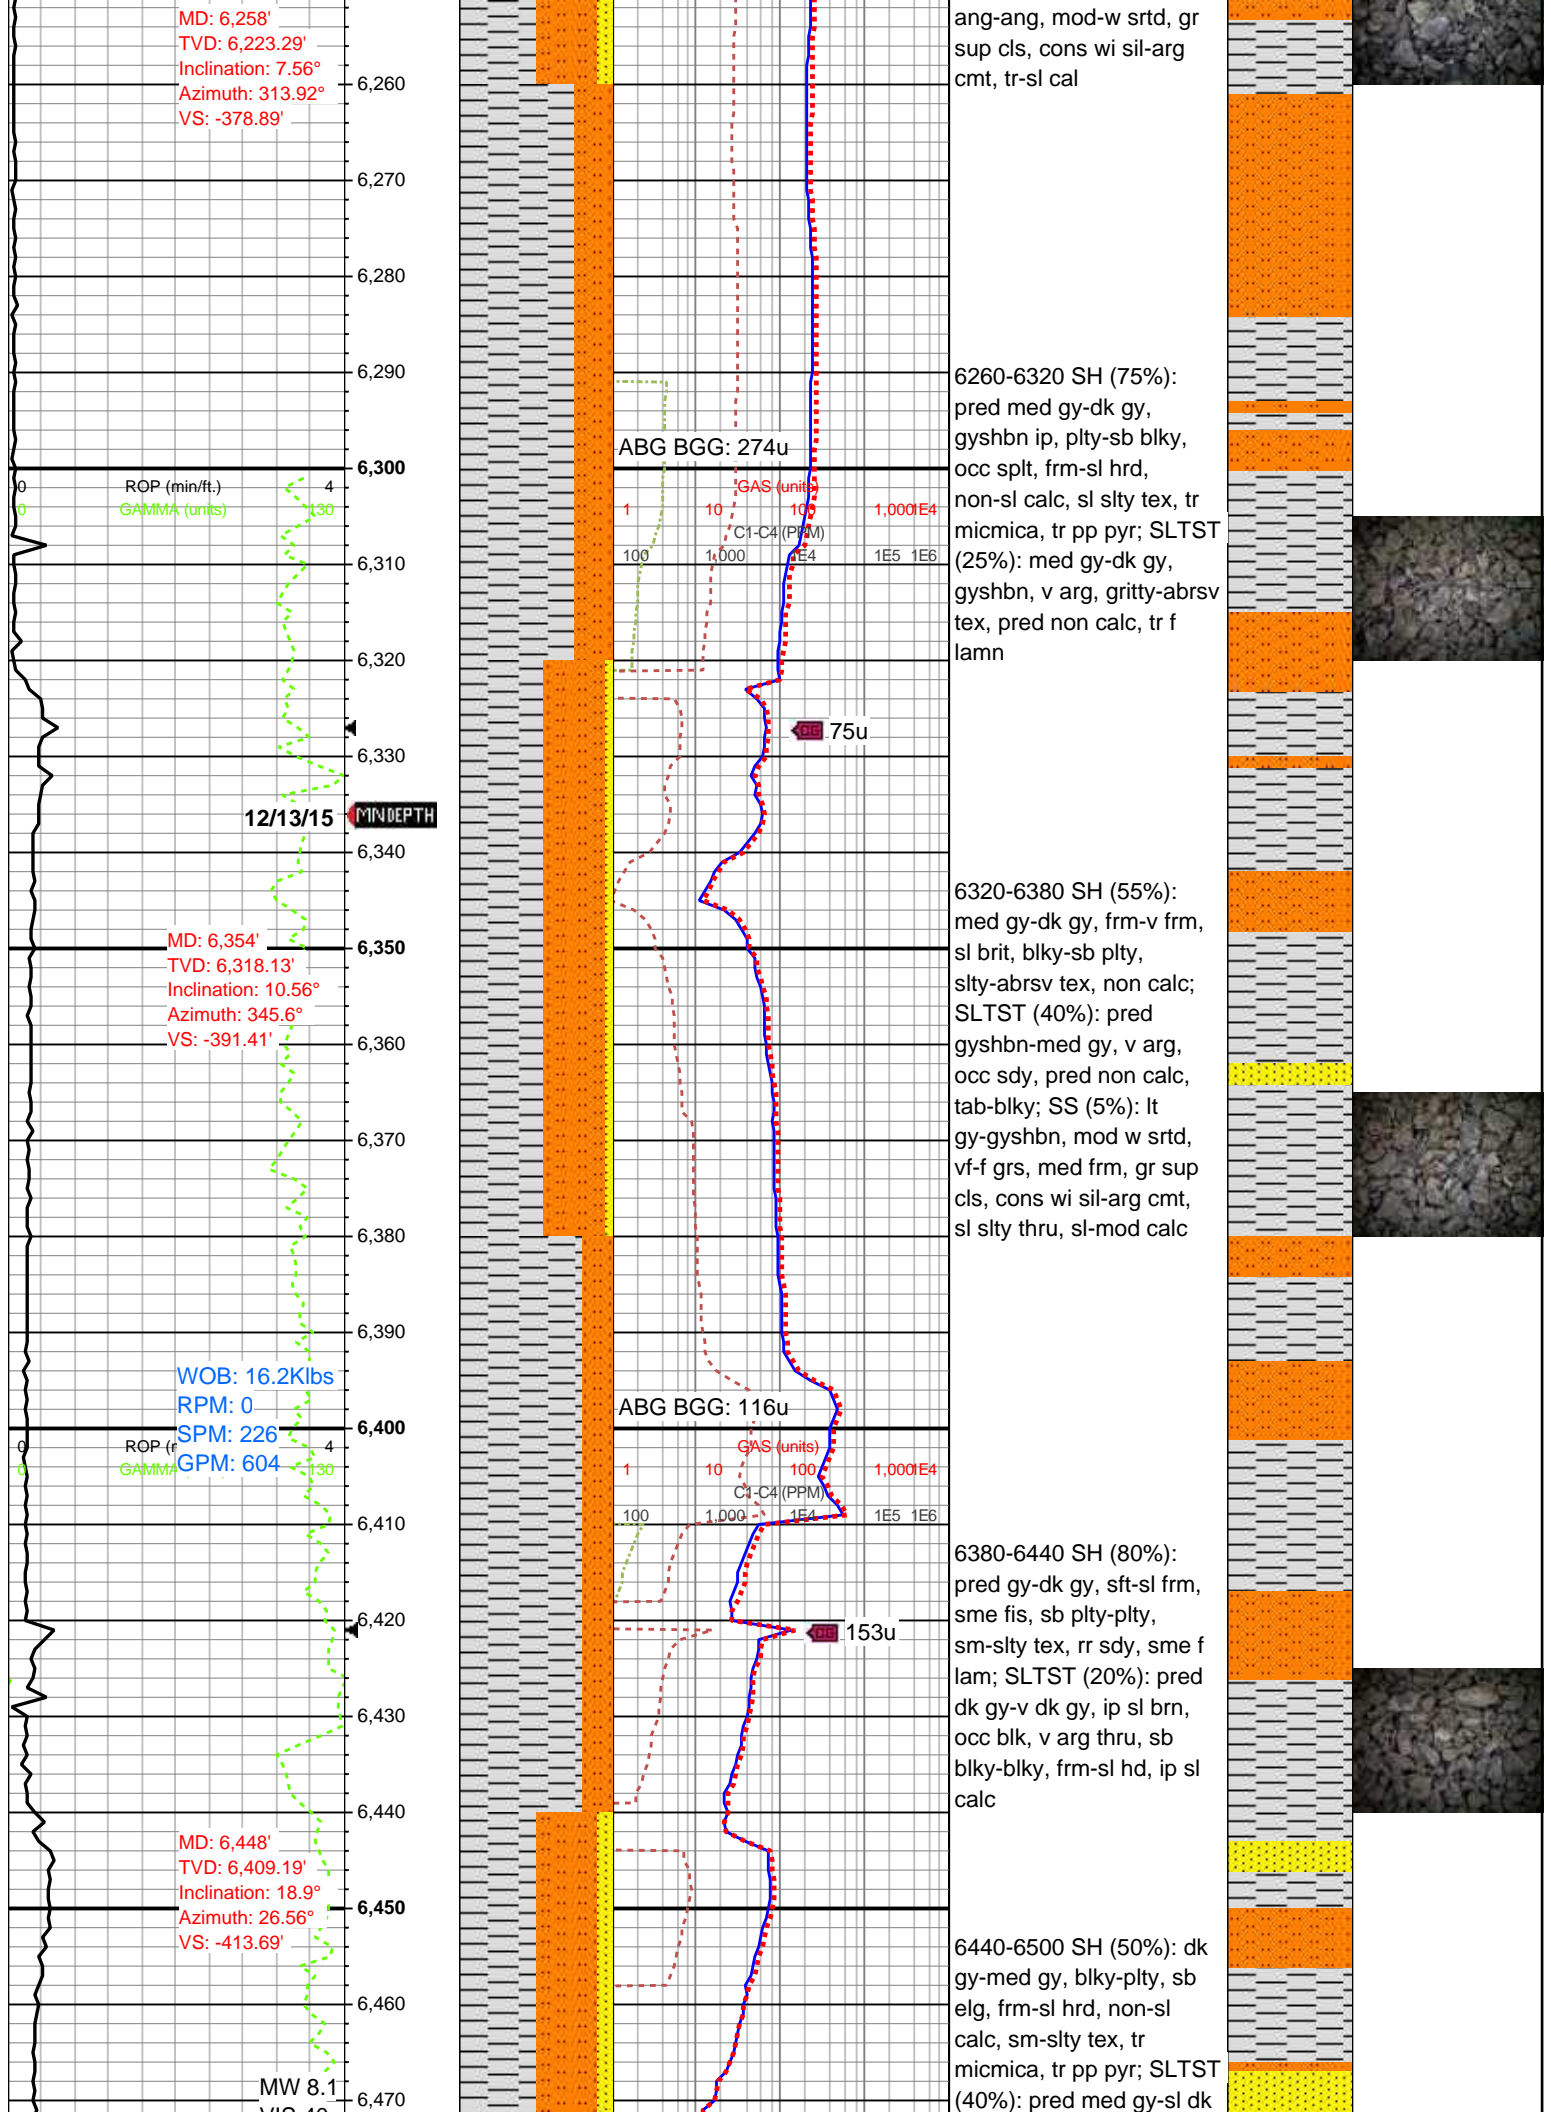 MD: 6,258'
TVD: 6,223.29'
Inclination: 7.56°
Azimuth: 313.92°
VS: -378.89'
6,260
6,270
6,280
6,290
6,300
0 ROP (min/ft.) 4
0 GAMMA (units) 130
6,310
6,320
6,330
12/13/15
MN DEPTH
6,340
6,350
MD: 6,354'
TVD: 6,318.13'
Inclination: 10.56°
Azimuth: 345.6°
VS: -391.41'
6,360
6,370
6,380
6,390
WOB: 16.2Klbs
RPM: 0
SPM: 226
GPM: 604
6,400
0 ROP (r 4
0 GAMMA 130
6,410
6,420
6,430
6,440
MD: 6,448'
TVD: 6,409.19'
Inclination: 18.9°
Azimuth: 26.56°
VS: -413.69'
6,450
6,460
MW 8.1
6,470
ABG BGG: 274u
GAS (units)
1 10 100 1,000 1E4
C1-C4 (PPM)
100 1,000 1E4 1E5 1E6
CG 75u
ABG BGG: 116u
GAS (units)
1 10 100 1,000 1E4
C1-C4 (PPM)
100 1,000 1E4 1E5 1E6
CG 153u
ang-ang, mod-w srtd, gr
sup cls, cons wi sil-arg
cmt, tr-sl cal
6260-6320 SH (75%):
pred med gy-dk gy,
gyshbn ip, plty-sb blky,
occ splt, frm-sl hrd,
non-sl calc, sl slty tex, tr
micmica, tr pp pyr; SLTST
(25%): med gy-dk gy,
gyshbn, v arg, gritty-abrsv
tex, pred non calc, tr f
lamn
6320-6380 SH (55%):
med gy-dk gy, frm-v frm,
sl brit, blky-sb plty,
slty-abrsv tex, non calc;
SLTST (40%): pred
gyshbn-med gy, v arg,
occ sdy, pred non calc,
tab-blky; SS (5%): lt
gy-gyshbn, mod w srtd,
vf-f grs, med frm, gr sup
cls, cons wi sil-arg cmt,
sl slty thru, sl-mod calc
6380-6440 SH (80%):
pred gy-dk gy, sft-sl frm,
sme fis, sb plty-plty,
sm-slty tex, rr sdy, sme f
lam; SLTST (20%): pred
dk gy-v dk gy, ip sl brn,
occ blk, v arg thru, sb
blky-blky, frm-sl hd, ip sl
calc
6440-6500 SH (50%): dk
gy-med gy, blky-plty, sb
elg, frm-sl hrd, non-sl
calc, sm-slty tex, tr
micmica, tr pp pyr; SLTST
(40%): pred med gy-sl dk